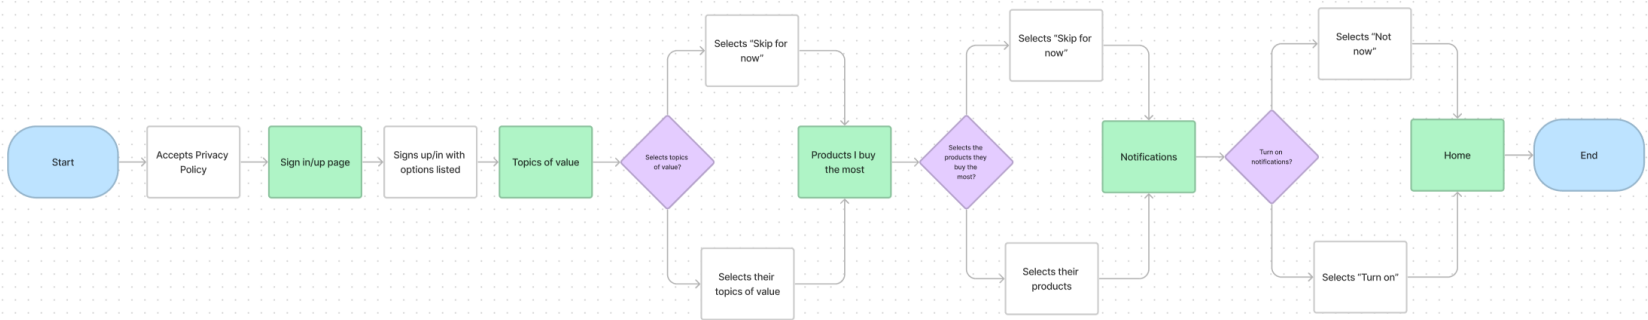 Start
Accepts Privacy
Policy
Sign in/up page
Signs up/in with
options listed
Topics of value
Selects topics
of value?
Selects “Skip for
now”
Selects their
topics of value
Products I buy
the most
Selects the
products they
buy the
most?
Selects “Skip for
now”
Selects their
products
Notifications
Turn on
notifications?
Selects “Not
now”
Selects “Turn on”
Home
End